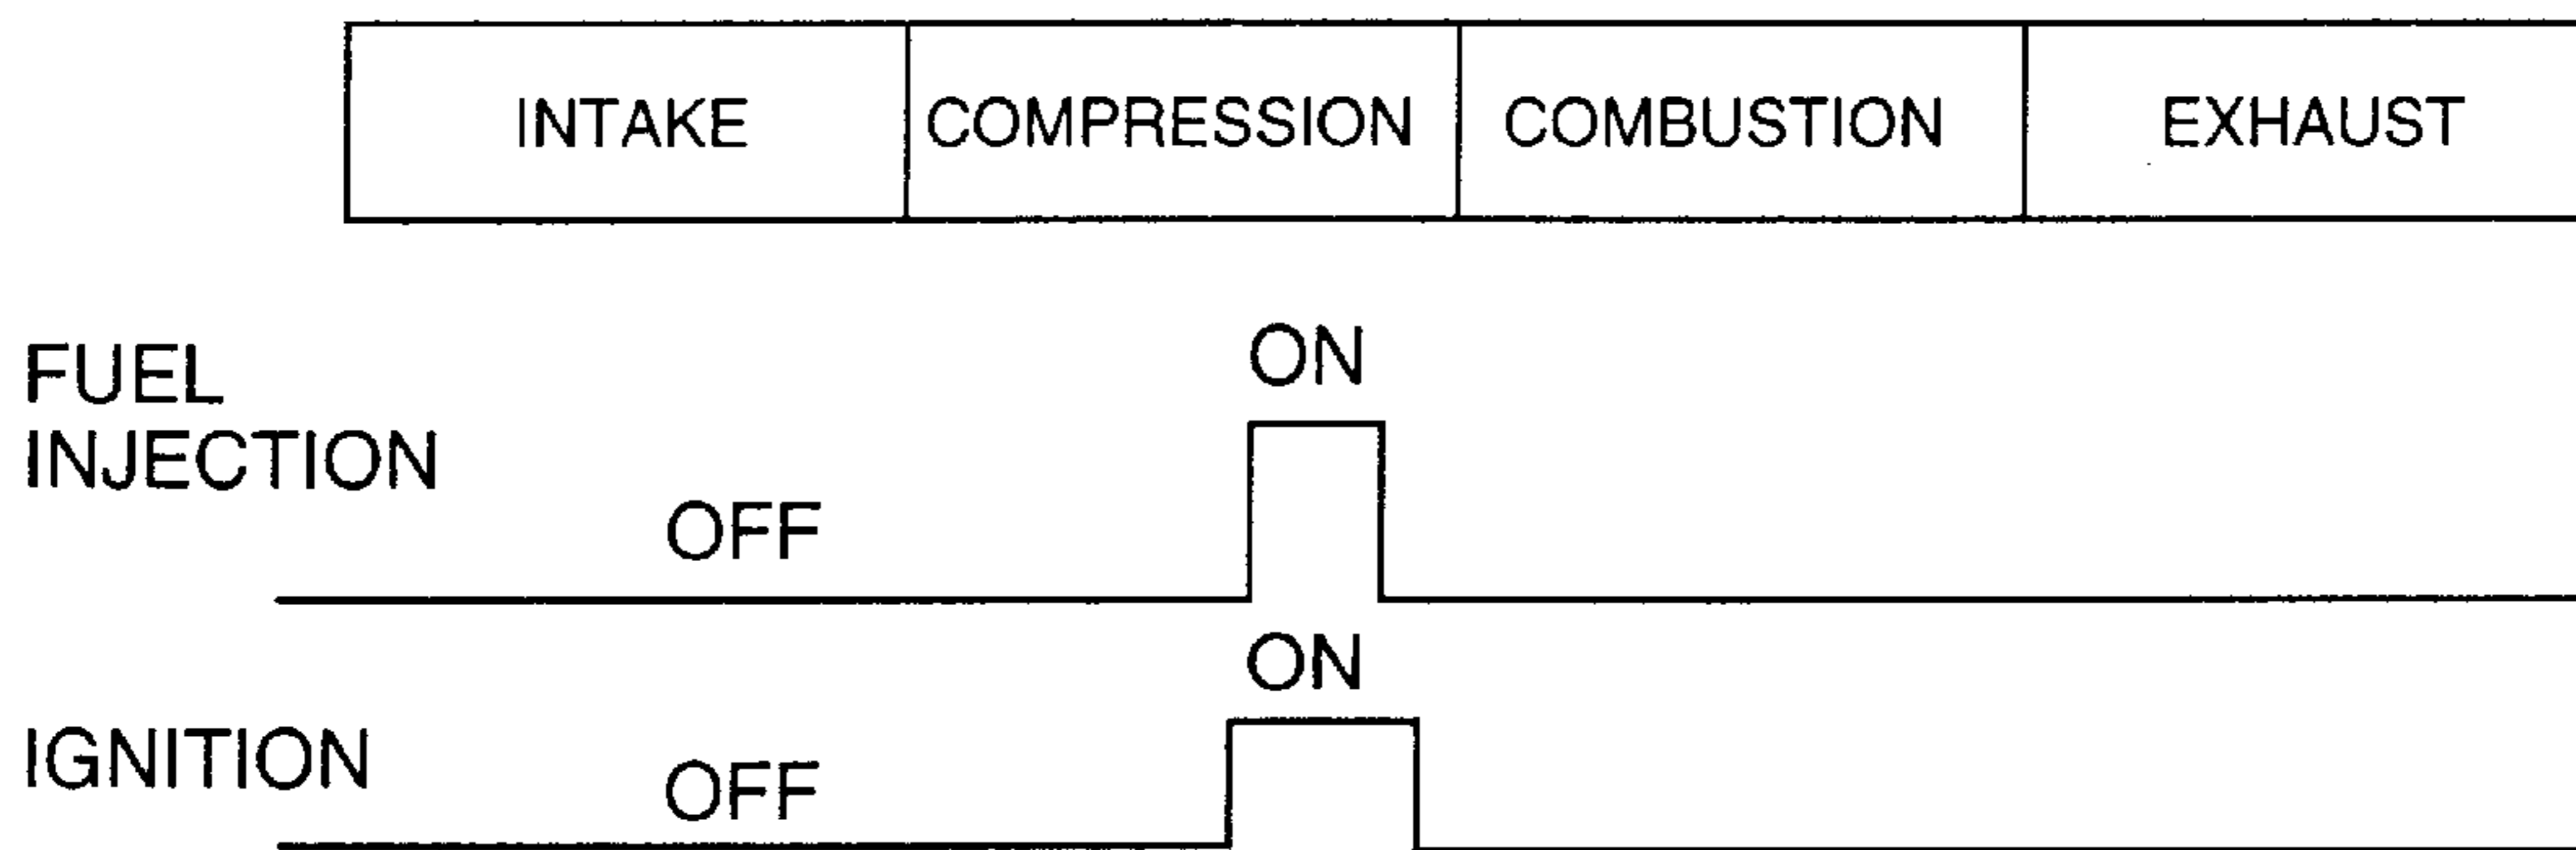 INTAKE COMPRESSION COMBUSTION EXHAUST
ON
FUEL
INJECTION
OFF
ON
IGNITION
OFF